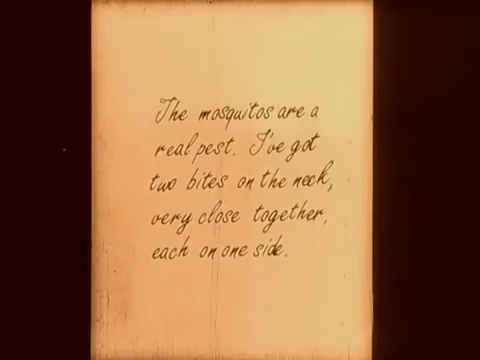 The mosquitos are a
real pest. I've got
two bites on the neck,
very close together,
each on one side.